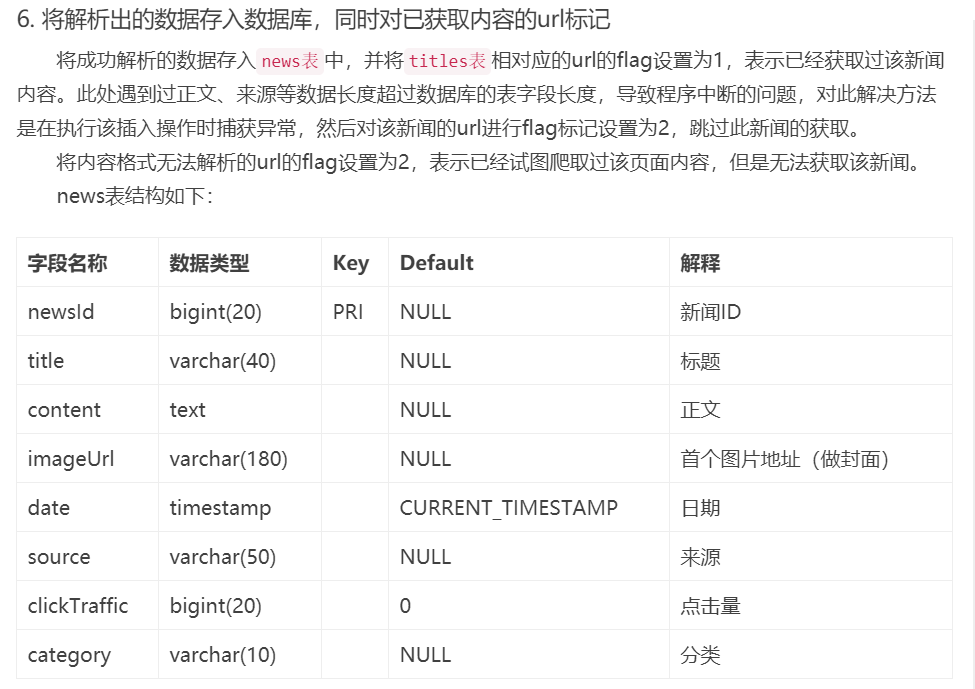 6. 将解析出的数据存入数据库，同时对已获取内容的url标记
将成功解析的数据存入 news表 中，并将 titles表 相对应的url的flag设置为1，表示已经获取过该新闻
内容。此处遇到过正文、来源等数据长度超过数据库的表字段长度，导致程序中断的问题，对此解决方法
是在执行该插入操作时捕获异常，然后对该新闻的url进行flag标记设置为2，跳过此新闻的获取。
将内容格式无法解析的url的flag设置为2，表示已经试图爬取过该页面内容，但是无法获取该新闻。
news表结构如下：
字段名称 数据类型 Key Default 解释
newsId bigint(20) PRI NULL 新闻ID
title varchar(40) NULL 标题
content text NULL 正文
imageUrl varchar(180) NULL 首个图片地址（做封面）
date timestamp CURRENT_TIMESTAMP 日期
source varchar(50) NULL 来源
clickTraffic bigint(20) 0 点击量
category varchar(10) NULL 分类